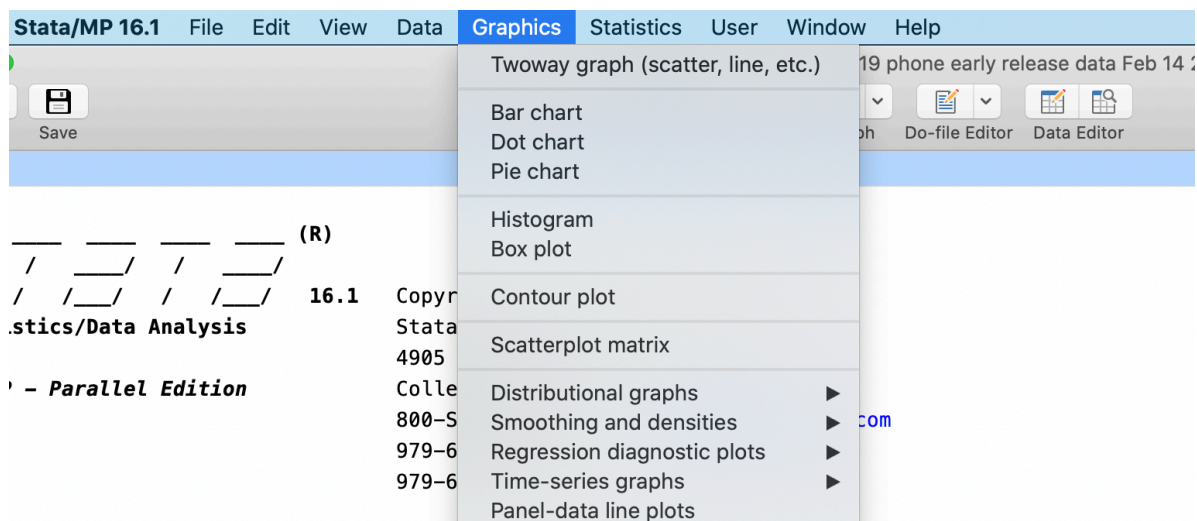 Stata/MP 16.1 File Edit View Data Graphics Statistics User Window Help
Twoway graph (scatter, line, etc.)
19 phone early release data Feb 14 2
Save
ph Do-file Editor Data Editor
Bar chart
Dot chart
Pie chart
Histogram
Box plot
(R)
Contour plot
16.1 Copyr
istics/Data Analysis Stata
Scatterplot matrix
4905
P – Parallel Edition Colle
Distributional graphs
800–S
Smoothing and densities
com
979–6
Regression diagnostic plots
979–6
Time-series graphs
Panel-data line plots